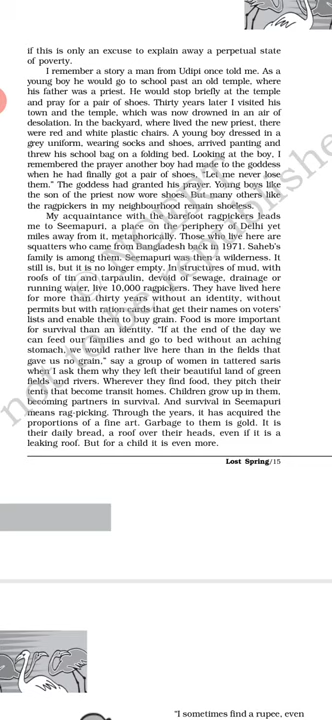 if this is only an excuse to explain away a perpetual state
of poverty.
I remember a story a man from Udipi once told me. As a
young boy he would go to school past an old temple, where
his father was a priest. He would stop briefly at the temple
and pray for a pair of shoes. Thirty years later I visited his
town and the temple, which was now drowned in an air of
desolation. In the backyard, where lived the new priest, there
were red and white plastic chairs. A young boy dressed in a
grey uniform, wearing socks and shoes, arrived panting and
threw his school bag on a folding bed. Looking at the boy, I
remembered the prayer another boy had made to the goddess
when he had finally got a pair of shoes, “Let me never lose
them.” The goddess had granted his prayer. Young boys like
the son of the priest now wore shoes. But many others like
the ragpickers in my neighbourhood remain shoeless.
My acquaintance with the barefoot ragpickers leads
me to Seemapuri, a place on the periphery of Delhi yet
miles away from it, metaphorically. Those who live here are
squatters who came from Bangladesh back in 1971. Saheb’s
family is among them. Seemapuri was then a wilderness. It
still is, but it is no longer empty. In structures of mud, with
roofs of tin and tarpaulin, devoid of sewage, drainage or
running water, live 10,000 ragpickers. They have lived here
for more than thirty years without an identity, without
permits but with ration cards that get their names on voters’
lists and enable them to buy grain. Food is more important
for survival than an identity. “If at the end of the day we
can feed our families and go to bed without an aching
stomach, we would rather live here than in the fields that
gave us no grain,” say a group of women in tattered saris
when I ask them why they left their beautiful land of green
fields and rivers. Wherever they find food, they pitch their
tents that become transit homes. Children grow up in them,
becoming partners in survival. And survival in Seemapuri
means rag-picking. Through the years, it has acquired the
proportions of a fine art. Garbage to them is gold. It is
their daily bread, a roof over their heads, even if it is a
leaking roof. But for a child it is even more.
Lost Spring/15
“I sometimes find a rupee, even